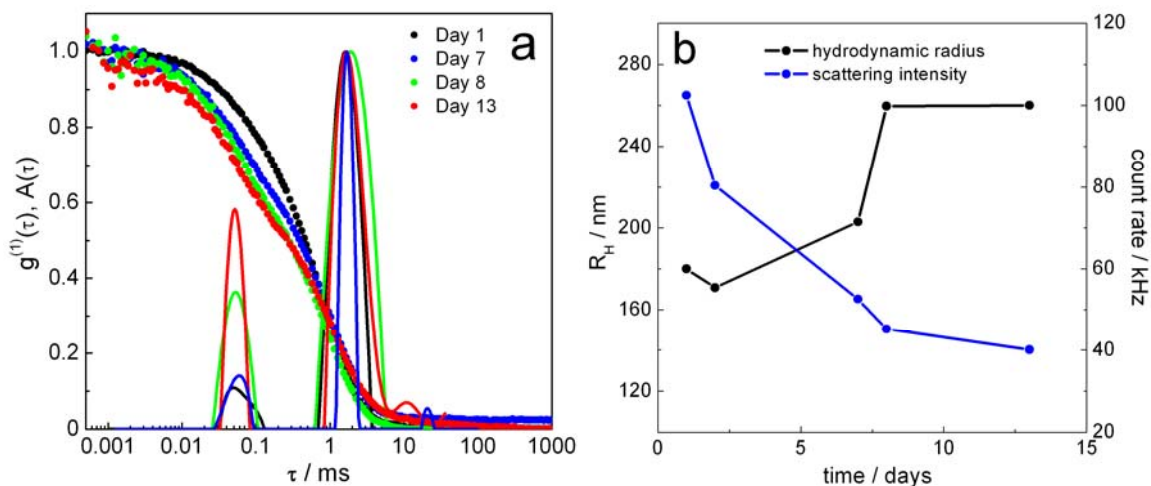 a
Day 1
Day 7
Day 8
Day 13
1.0
0.8
0.6
0.4
0.2
0
0.001 0.01 0.1 1 10 100 1000
g(1)(τ), A(τ)
τ / ms
b
hydrodynamic radius
scattering intensity
280
240
200
160
120
R_H / nm
0 5 10 15
time / days
120
100
80
60
40
20
count rate / kHz